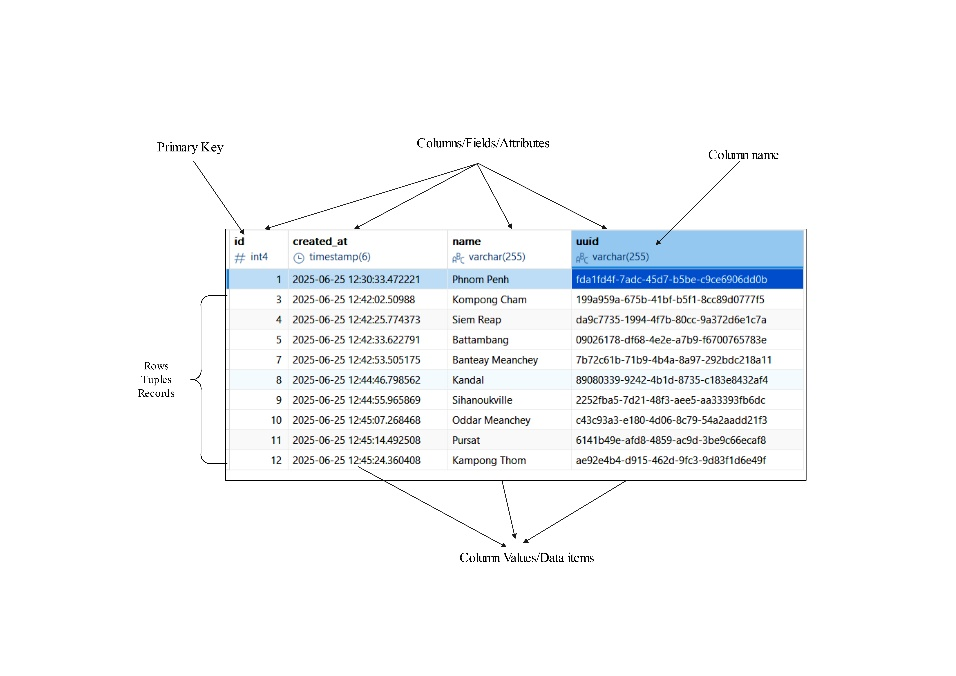 Primary Key
Columns/Fields/Attributes
Column name
id created_at name uuid
# int4 timestamp(6) ABC varchar(255) ABC varchar(255)
1 2025-06-25 12:30:33.472221 Phnom Penh fda1fd4f-7adc-45d7-b5be-c9ce6906dd0b
3 2025-06-25 12:42:02.50988 Kompong Cham 199a959a-675b-41bf-b5f1-8cc89d0777f5
4 2025-06-25 12:42:25.774373 Siem Reap da9c7735-1994-4f7b-80cc-9a372d6e1c7a
5 2025-06-25 12:42:33.622791 Battambang 09026178-df68-4e2e-a7b9-f6700765783e
7 2025-06-25 12:42:53.505175 Banteay Meanchey 7b72c61b-71b9-4b4a-8a97-292bdc218a11
8 2025-06-25 12:44:46.798562 Kandal 89080339-9242-4b1d-8735-c183e8432af4
9 2025-06-25 12:44:55.965869 Sihanoukville 2252fba5-7d21-48f3-aee5-aa33393fb6dc
10 2025-06-25 12:45:07.268468 Oddar Meanchey c43c93a3-e180-4d06-8c79-54a2aadd21f3
11 2025-06-25 12:45:14.492508 Pursat 6141b49e-afd8-4859-ac9d-3be9c66ecaf8
12 2025-06-25 12:45:24.360408 Kampong Thom ae92e4b4-d915-462d-9fc3-9d83f1d6e49f
Rows
Tuples
Records
Column Values/Data items